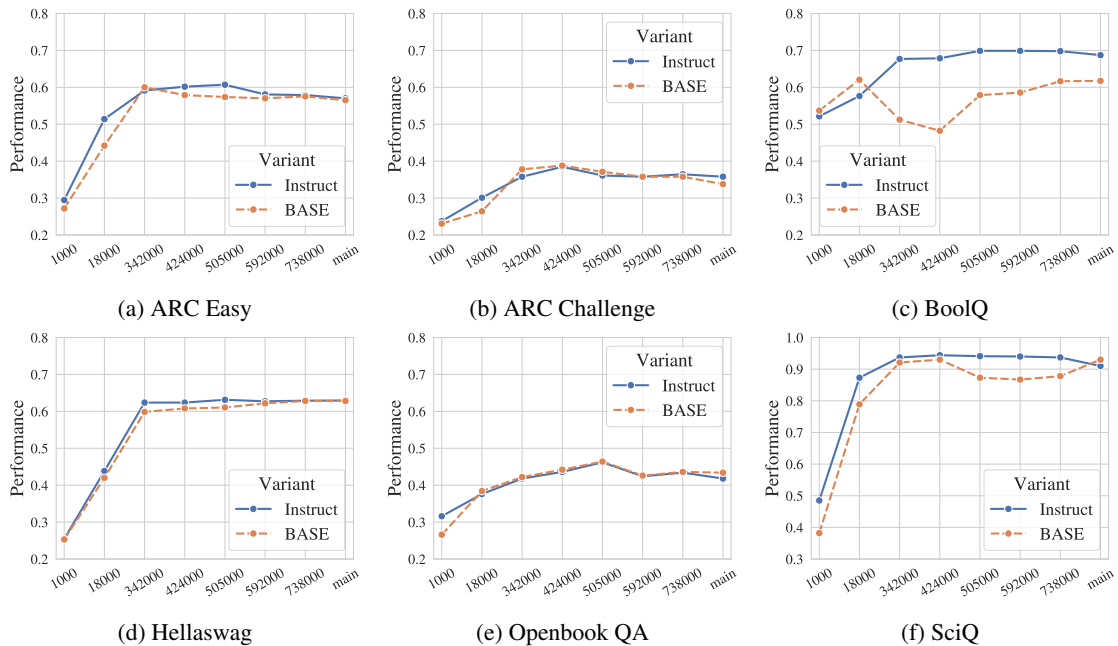 0.8
0.7
0.6
0.5
0.4
0.3
0.2
Performance
Variant
Instruct
BASE
1000
18000
342000
424000
505000
592000
738000
main
(a) ARC Easy
0.8
0.7
0.6
0.5
0.4
0.3
0.2
Performance
Variant
Instruct
BASE
1000
18000
342000
424000
505000
592000
738000
main
(b) ARC Challenge
0.8
0.7
0.6
0.5
0.4
0.3
0.2
Performance
Variant
Instruct
BASE
1000
18000
342000
424000
505000
592000
738000
main
(c) BoolQ
0.8
0.7
0.6
0.5
0.4
0.3
0.2
Performance
Variant
Instruct
BASE
1000
18000
342000
424000
505000
592000
738000
main
(d) Hellaswag
0.8
0.7
0.6
0.5
0.4
0.3
0.2
Performance
Variant
Instruct
BASE
1000
18000
342000
424000
505000
592000
738000
main
(e) Openbook QA
1.0
0.9
0.8
0.7
0.6
0.5
0.4
0.3
Performance
Variant
Instruct
BASE
1000
18000
342000
424000
505000
592000
738000
main
(f) SciQ